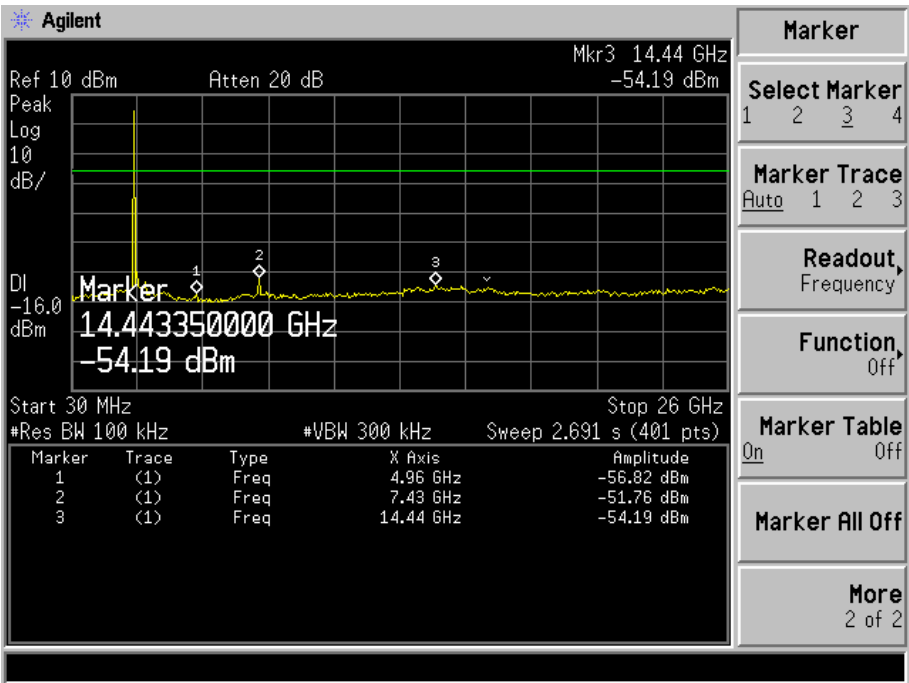 Agilent
Marker
Mkr3 14.44 GHz
Ref 10 dBm Atten 20 dB -54.19 dBm
Peak
Log
10
dB/
1
2
3
DI
-16.0
dBm
Marker
14.443350000 GHz
-54.19 dBm
Start 30 MHz Stop 26 GHz
#Res BW 100 kHz #VBW 300 kHz Sweep 2.691 s (401 pts)
Marker Trace Type X Axis Amplitude
1 (1) Freq 4.96 GHz -56.82 dBm
2 (1) Freq 7.43 GHz -51.76 dBm
3 (1) Freq 14.44 GHz -54.19 dBm
Select Marker
1 2 3 4
Marker Trace
Auto 1 2 3
Readout
Frequency
Function
Off
Marker Table
On Off
Marker All Off
More
2 of 2